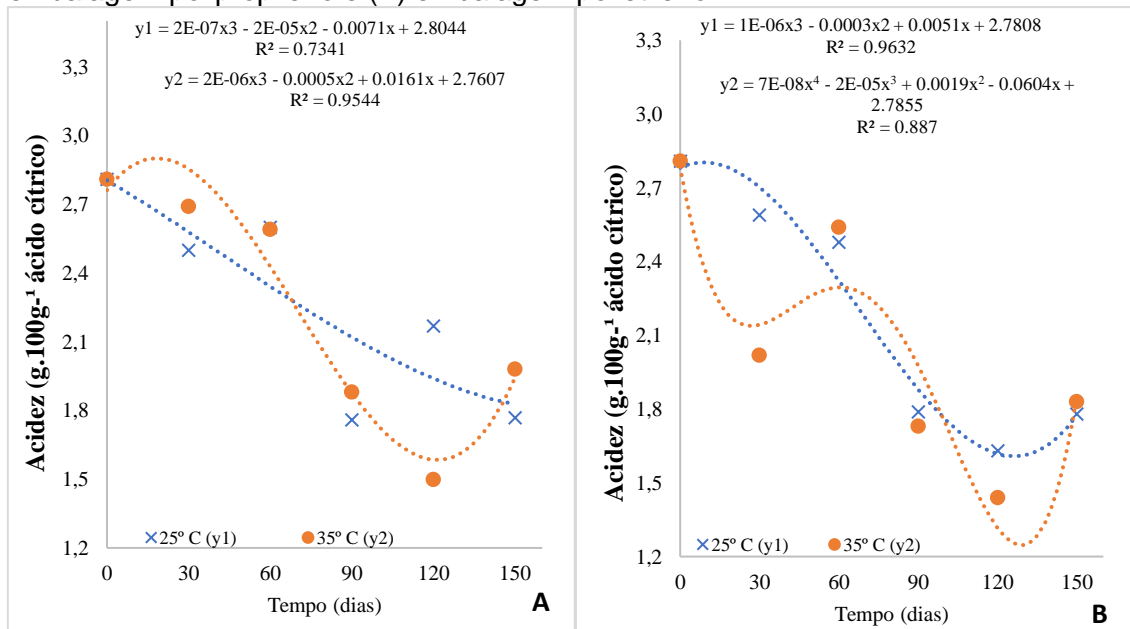 y1 = 2E-07x3 - 2E-05x2 - 0.0071x + 2.8044
R² = 0.7341
y2 = 2E-06x3 - 0.0005x2 + 0.0161x + 2.7607
R² = 0.9544
Acidez (g.100g-¹ ácido cítrico)
3,3
3,0
2,7
2,4
2,1
1,8
1,5
1,2
25º C (y1) 35º C (y2)
0 30 60 90 120 150
Tempo (dias)
A
y1 = 1E-06x3 - 0.0003x2 + 0.0051x + 2.7808
R² = 0.9632
y2 = 7E-08x⁴ - 2E-05x³ + 0.0019x² - 0.0604x +
2.7855
R² = 0.887
Acidez (g.100g-¹ ácido cítrico)
3,3
3,0
2,7
2,4
2,1
1,8
1,5
1,2
25º C (y1) 35º C (y2)
0 30 60 90 120 150
Tempo (dias)
B